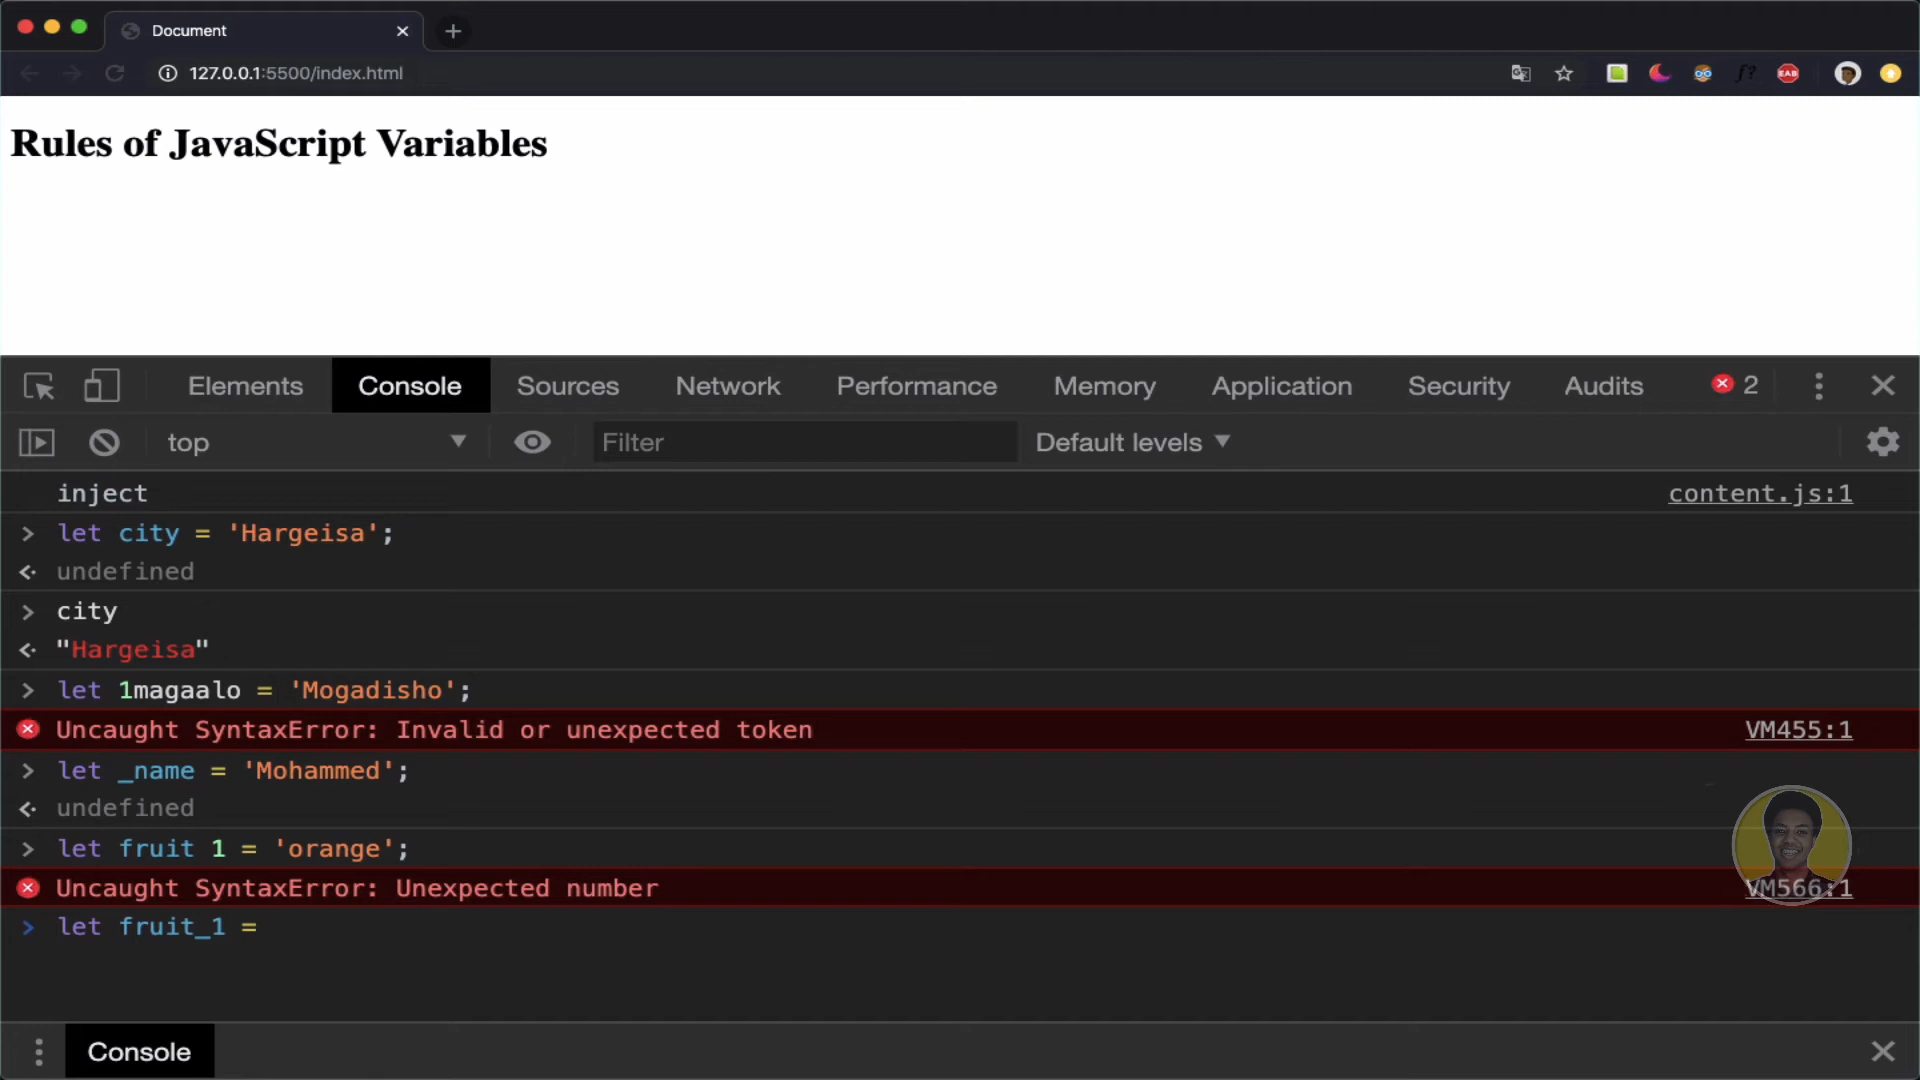 Document
127.0.0.1:5500/index.html
f?
EAB
Rules of JavaScript Variables
Elements Console Sources Network Performance Memory Application Security Audits 2
top Filter Default levels
inject content.js:1
> let city = 'Hargeisa';
undefined
> city
"Hargeisa"
> let 1magaalo = 'Mogadisho';
Uncaught SyntaxError: Invalid or unexpected token VM455:1
> let _name = 'Mohammed';
undefined
> let fruit 1 = 'orange';
Uncaught SyntaxError: Unexpected number VM566:1
> let fruit_1 =
Console